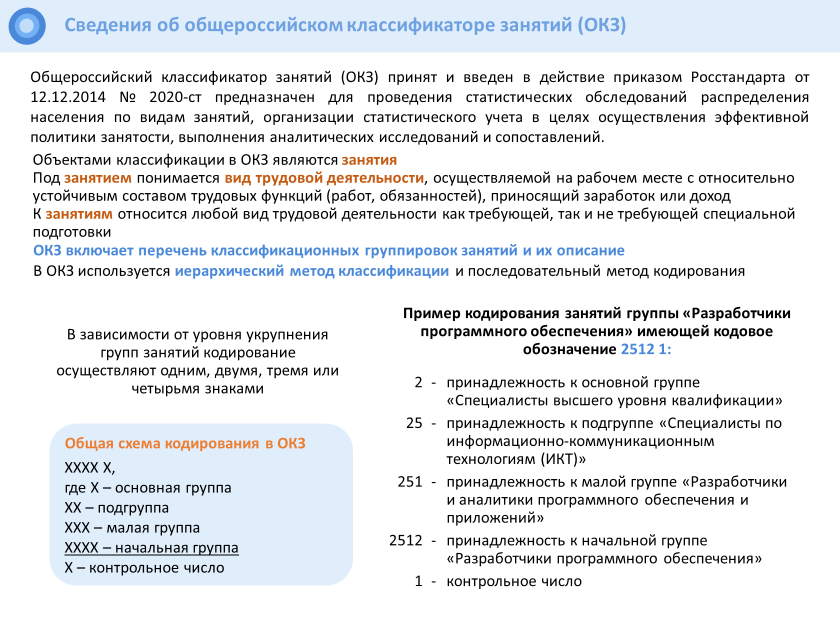 Сведения об общероссийском классификаторе занятий (ОКЗ)
Общероссийский классификатор занятий (ОКЗ) принят и введен в действие приказом Росстандарта от
12.12.2014 № 2020-ст предназначен для проведения статистических обследований распределения
населения по видам занятий, организации статистического учета в целях осуществления эффективной
политики занятости, выполнения аналитических исследований и сопоставлений.
Объектами классификации в ОКЗ являются занятия
Под занятием понимается вид трудовой деятельности, осуществляемой на рабочем месте с относительно
устойчивым составом трудовых функций (работ, обязанностей), приносящий заработок или доход
К занятиям относится любой вид трудовой деятельности как требующей, так и не требующей специальной
подготовки
ОКЗ включает перечень классификационных группировок занятий и их описание
В ОКЗ используется иерархический метод классификации и последовательный метод кодирования
В зависимости от уровня укрупнения
групп занятий кодирование
осуществляют одним, двумя, тремя или
четырьмя знаками
Общая схема кодирования в ОКЗ
XXXX X,
где X – основная группа
XX – подгруппа
XXX – малая группа
XXXX – начальная группа
X – контрольное число
Пример кодирования занятий группы «Разработчики
программного обеспечения» имеющей кодовое
обозначение 2512 1:
2 - принадлежность к основной группе
«Специалисты высшего уровня квалификации»
25 - принадлежность к подгруппе «Специалисты по
информационно-коммуникационным
технологиям (ИКТ)»
251 - принадлежность к малой группе «Разработчики
и аналитики программного обеспечения и
приложений»
2512 - принадлежность к начальной группе
«Разработчики программного обеспечения»
1 - контрольное число